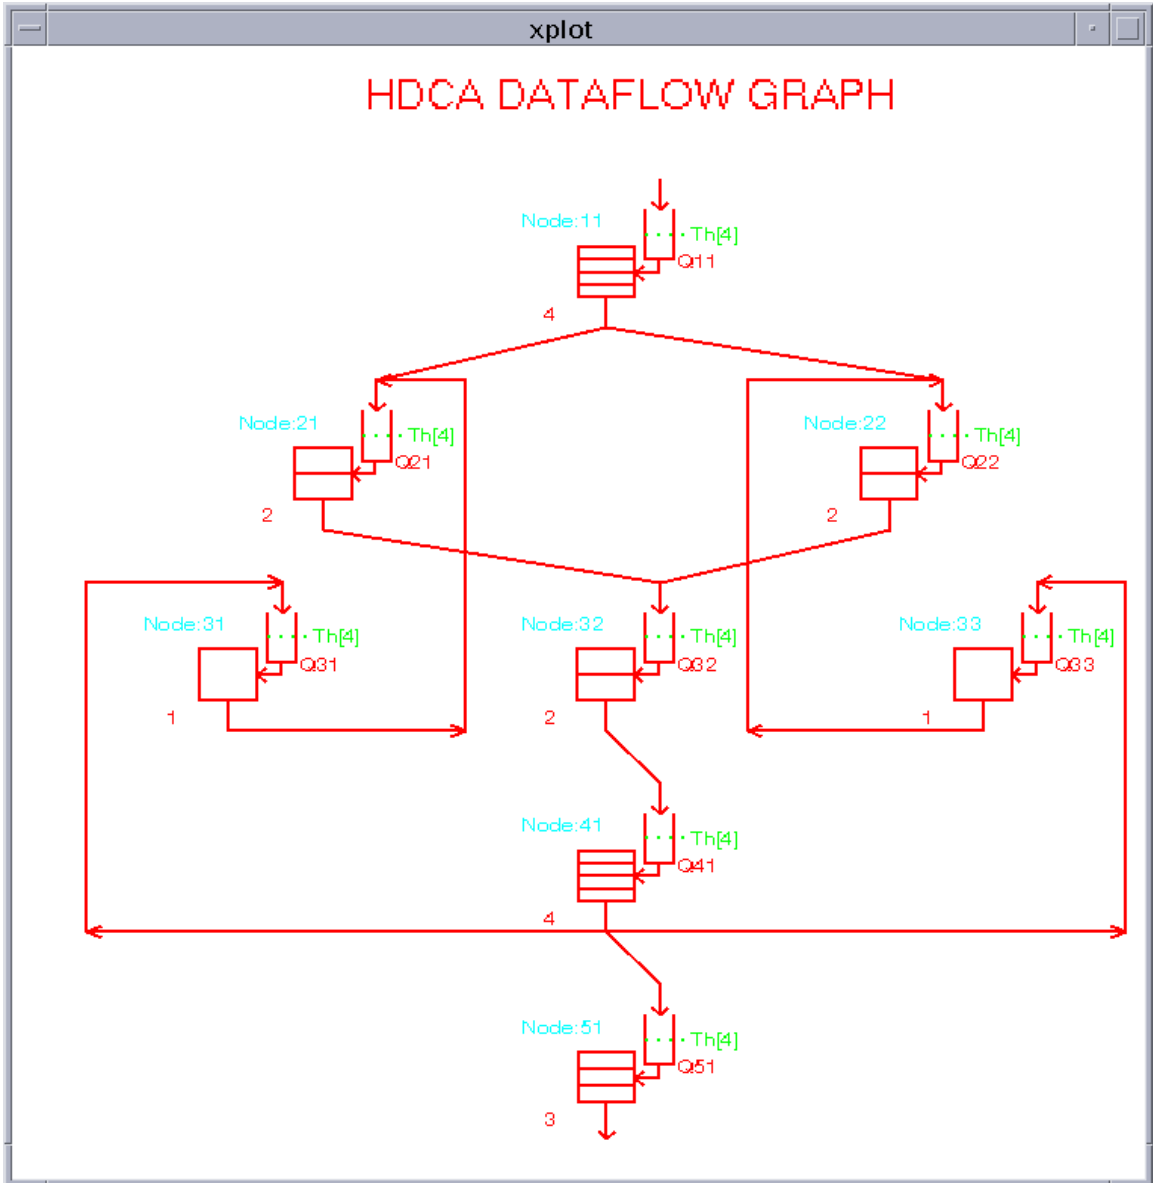 xplot
HDCA DATAFLOW GRAPH
Node:11
Th[4]
Q11
4
Node:21
Th[4]
Q21
2
Node:22
Th[4]
Q22
2
Node:31
Th[4]
Q31
1
Node:32
Th[4]
Q32
2
Node:33
Th[4]
Q33
1
Node:41
Th[4]
Q41
4
Node:51
Th[4]
Q51
3